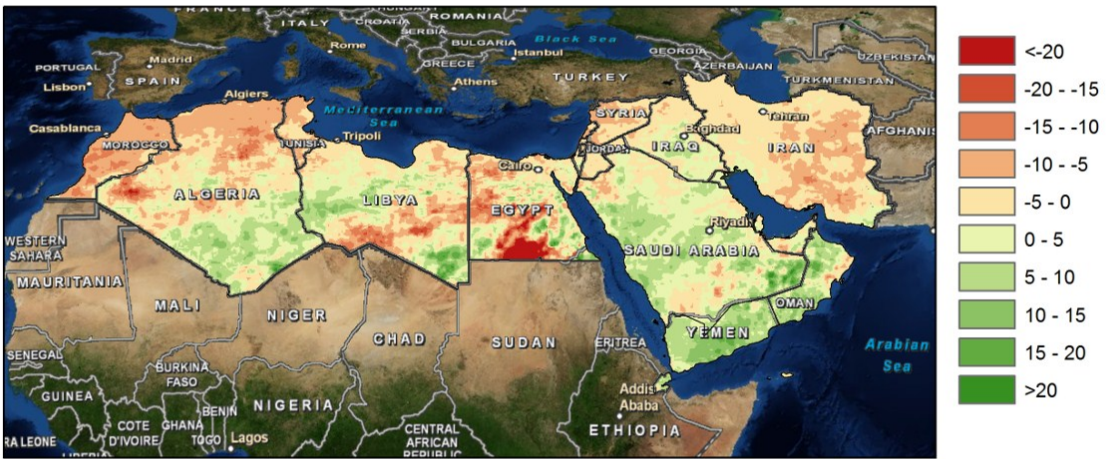 FRANCE
HUNGARY
ITALY
CROATIA
ROMANIA
SERBIA
Rome
BULGARIA
Black Sea
Istanbul
GEORGIA
UZBEKISTAN
PORTUGAL
Madrid
SPAIN
GREECE
AZERBAIJAN
TURKMENISTAN
Lisbon
Athens
TURKEY
Algiers
Mediterranean
Sea
SYRIA
Tehran
Casablanca
Tripoli
Baghdad
AFGHANIS
MOROCCO
TUNISIA
JORDAN
IRAQ
IRAN
Cairo
ALGERIA
LIBYA
EGYPT
Riyadh
WESTERN
SAHARA
SAUDI ARABIA
MAURITANIA
MALI
NIGER
OMAN
CHAD
SUDAN
ERITREA
YEMEN
Arabian
Sea
SENEGAL
BURKINA
FASO
GUINEA
BENIN
NIGERIA
Addis
Ababa
COTE
D'IVOIRE
GHANA
TOGO
Lagos
CENTRAL
AFRICAN
REPUBLIC
ETHIOPIA
RA LEONE
LIBERIA
<-20
-20 - -15
-15 - -10
-10 - -5
-5 - 0
0 - 5
5 - 10
10 - 15
15 - 20
>20